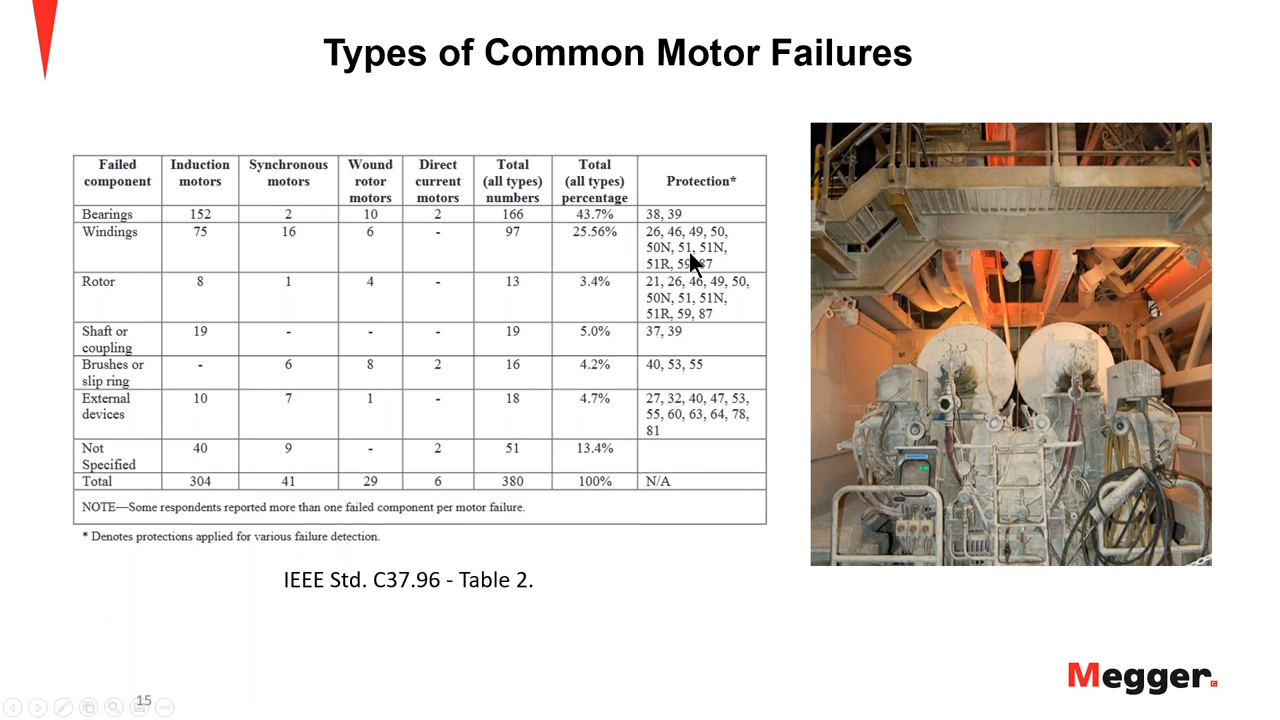 Types of Common Motor Failures
Failed component | Induction motors | Synchronous motors | Wound rotor motors | Direct current motors | Total (all types) numbers | Total (all types) percentage | Protection*
Bearings | 152 | 2 | 10 | 2 | 166 | 43.7% | 38, 39
Windings | 75 | 16 | 6 | - | 97 | 25.56% | 26, 46, 49, 50, 50N, 51, 51N, 51R, 87
Rotor | 8 | 1 | 4 | - | 13 | 3.4% | 21, 26, 46, 49, 50, 50N, 51, 51N, 51R, 59, 87
Shaft or coupling | 19 | - | - | - | 19 | 5.0% | 37, 39
Brushes or slip ring | - | 6 | 8 | 2 | 16 | 4.2% | 40, 53, 55
External devices | 10 | 7 | 1 | - | 18 | 4.7% | 27, 32, 40, 47, 53, 55, 60, 63, 64, 78, 81
Not Specified | 40 | 9 | - | 2 | 51 | 13.4%
Total | 304 | 41 | 29 | 6 | 380 | 100% | N/A
NOTE—Some respondents reported more than one failed component per motor failure.
* Denotes protections applied for various failure detection.
IEEE Std. C37.96 - Table 2.
Megger.
15